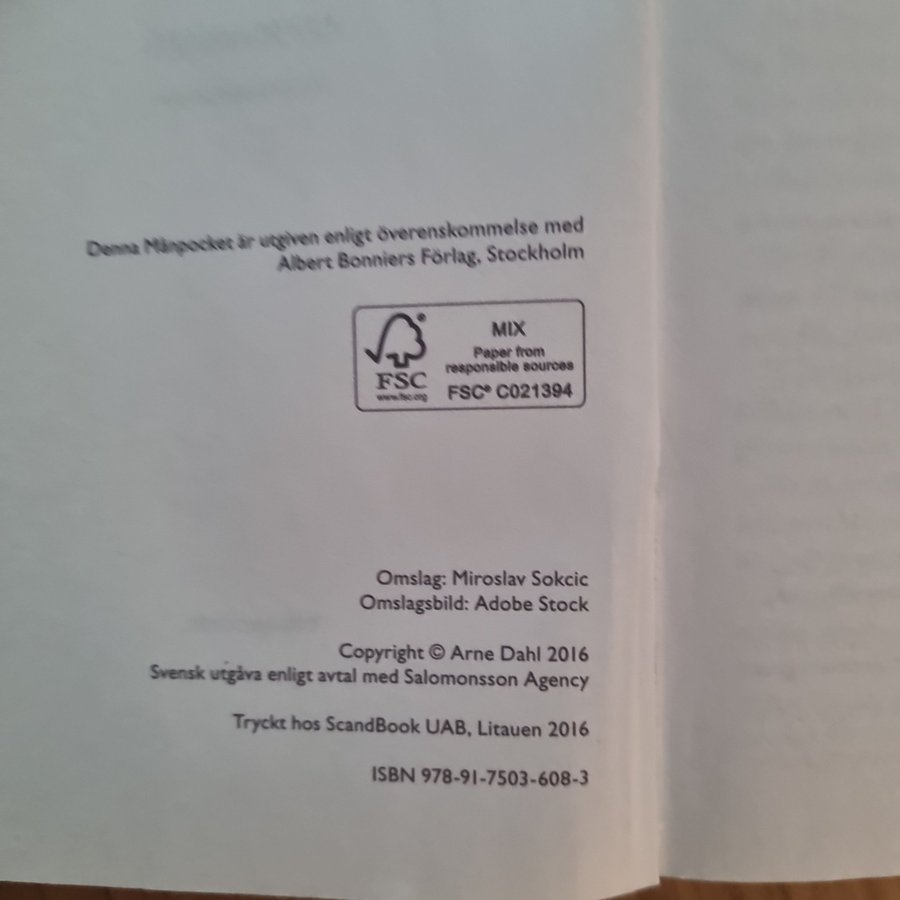 Denna Månpocket är utgiven enligt överenskommelse med
Albert Bonniers Förlag, Stockholm
FSC
www.fsc.org
MIX
Paper from
responsible sources
FSC® C021394
Omslag: Miroslav Sokcic
Omslagsbild: Adobe Stock
Copyright © Arne Dahl 2016
Svensk utgåva enligt avtal med Salomonsson Agency
Tryckt hos ScandBook UAB, Litauen 2016
ISBN 978-91-7503-608-3